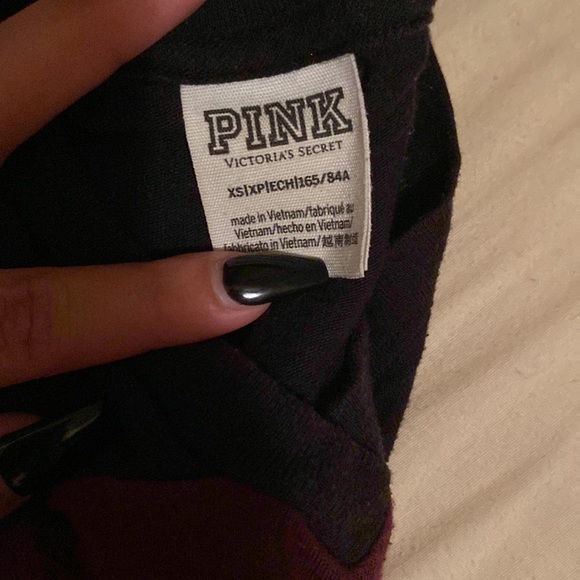 PINK
VICTORIA'S SECRET
XS|XP|ECH|165/84A
made in Vietnam/fabriqué au
Vietnam/hecho en Vietnam/
fabbricato in Vietnam/越南制造